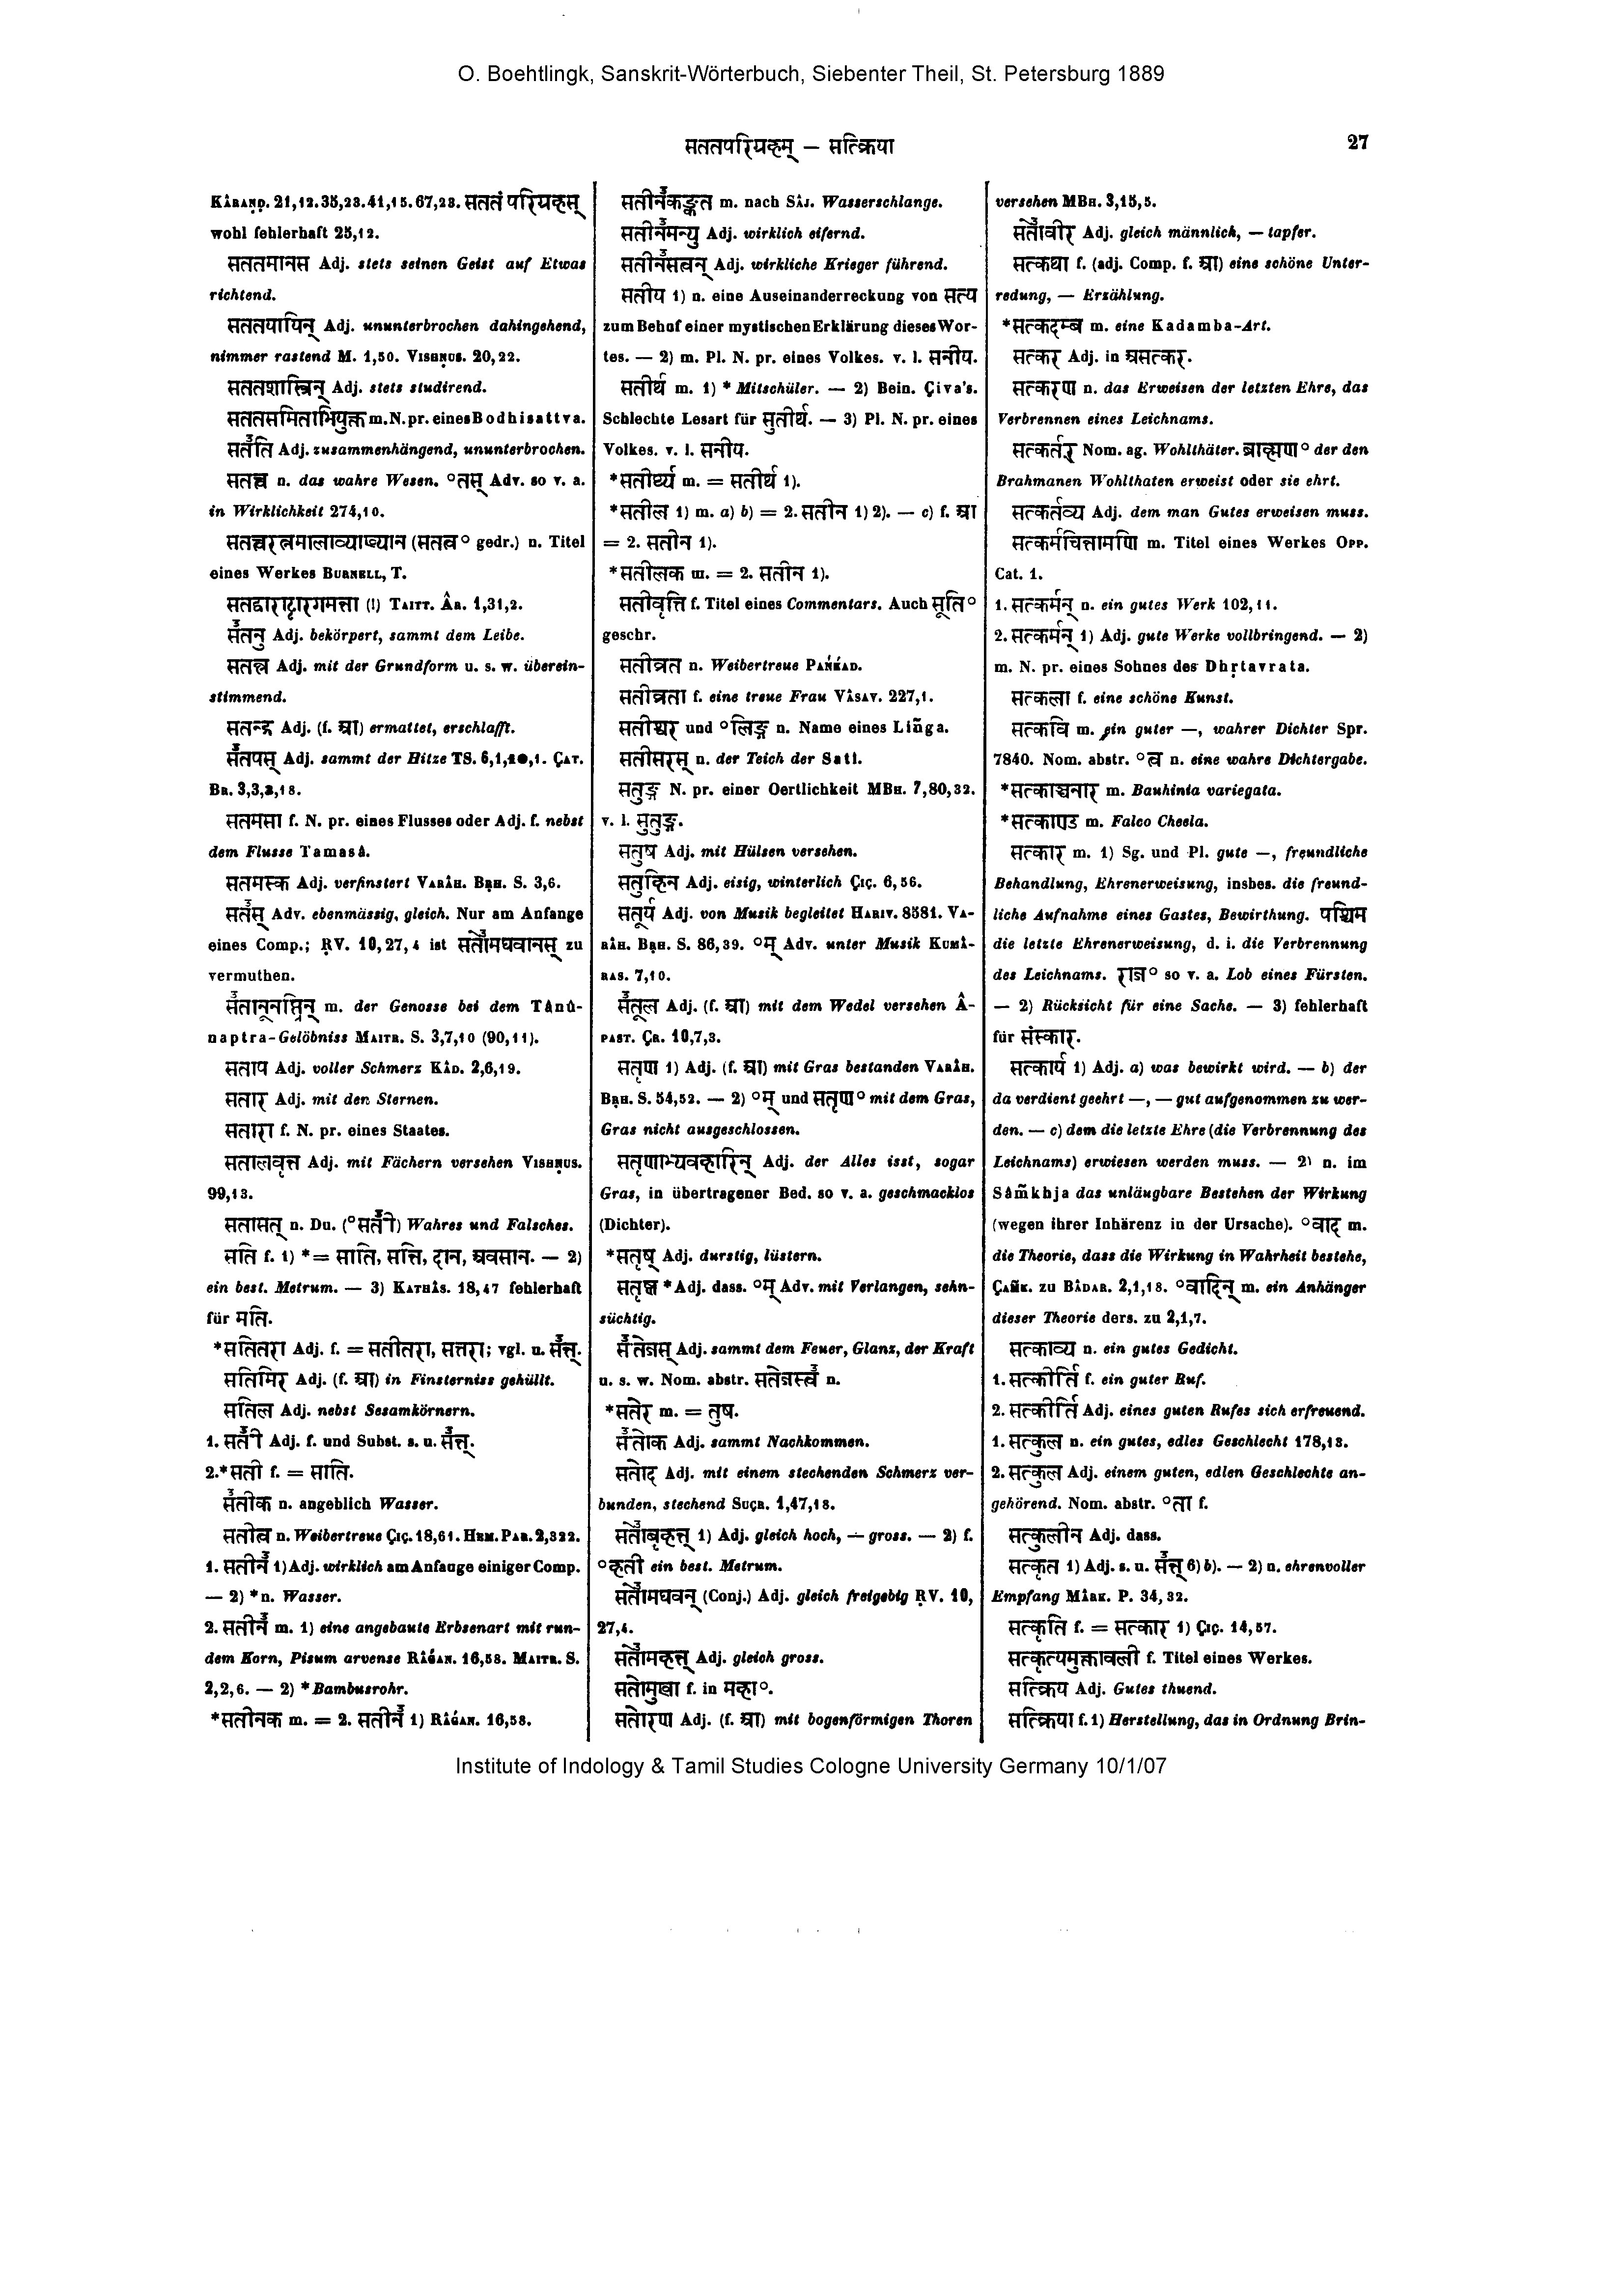 O. Boehtlingk, Sanskrit-Wörterbuch, Siebenter Theil, St. Petersburg 1889
सततपरिग्रहम् — सत्क्रिया
27
Kâraṇḍ. 21,12. 35,23. 41,15. 67,23. सततं परिग्रहम्
wohl fehlerhaft 25,12.
सततमानस Adj. stets seinen Geist auf Etwas
richtend.
सततयायिन् Adj. ununterbrochen dahingehend,
nimmer rastend M. 1,50. Vishṇus. 20,22.
सततशास्त्रिन् Adj. stets studirend.
सततसमिताभियुक्त m. N. pr. eines Bodhisattva.
सतति Adj. zusammenhängend, ununterbrochen.
सतत्त्व n. das wahre Wesen. °तस् Adv. so v. a.
in Wirklichkeit 274,10.
सतत्त्वरत्नमालाव्याख्यान (सतत्व° gedr.) n. Titel
eines Werkes Burnell, T.
(!) Taitt. Âr. 1,31,2.
सतनु Adj. bekörpert, sammt dem Leibe.
सतन्त्र Adj. mit der Grundform u. s. w. überein-
stimmend.
सतन्द्र Adj. (f. आ) ermattet, erschlafft.
सतपस् Adj. sammt der Hitze TS. 6,1,10,1. Çat.
Br. 3,3,3,18.
सतमसा f. N. pr. eines Flusses oder Adj. f. nebst
dem Flusse Tamasâ.
सतमस्क Adj. verfinstert Varâh. Bṛh. S. 3,6.
सतस् Adv. ebenmässig, gleich. Nur am Anfange
eines Comp.; ṚV. 10,27,4 ist सतोमघवानस् zu
vermuthen.
सतानूनप्त्रिन् m. der Genosse bei dem Tânû-
naptra-Gelöbniss Maitr. S. 3,7,10 (90,11).
सताप Adj. voller Schmerz Kâd. 2,6,19.
सतार Adj. mit den Sternen.
सतारा f. N. pr. eines Staates.
सतालवृन्त Adj. mit Fächern versehen Vishṇus.
99,13.
सतासत् n. Du. (°सती) Wahres und Falsches.
सति f. 1) *= साति, सत्ति, दान, अवसान. — 2)
ein best. Metrum. — 3) Kathâs. 18,47 fehlerhaft
für मति.
*सतितरा Adj. f. = सतीतरा, सत्तरा; vgl. u. सत्त्.
सतिमिर Adj. (f. आ) in Finsterniss gehüllt.
सतिल Adj. nebst Sesamkörnern.
1. सती Adj. f. und Subst. s. u. सत्त्.
2. *सती f. = साति.
सतीक n. angeblich Wasser.
सतीत्व n. Weibertreue Çiç. 18,61. Hem. Par. 2,322.
1. सतीन 1) Adj. wirklich am Anfange einiger Comp.
— 2) *n. Wasser.
2. सतीन m. 1) eine angebaute Erbsenart mit run-
dem Korn, Pisum arvense Râǵan. 16,58. Maitr. S.
2,2,6. — 2) *Bambusrohr.
*सतीनक m. = 2. सतीन 1) Râǵan. 16,58.
सतीनकङ्कत m. nach Sâj. Wasserschlange.
सतीनमन्यु Adj. wirklich eifernd.
सतीनसत्वन् Adj. wirkliche Krieger führend.
सतीय 1) n. eine Auseinanderreckung von सत्य
zum Behuf einer mystischen Erklärung dieses Wor-
tes. — 2) m. Pl. N. pr. eines Volkes. v. l. सनीय.
सतीर्थ m. 1) *Mitschüler. — 2) Bein. Çiva's.
Schlechte Lesart für सुतीर्थ. — 3) Pl. N. pr. eines
Volkes. v. l. सनीय.
*सतीर्थ्य m. = सतीर्थ 1).
*सतील 1) m. a) b) = 2. सतीन 1) 2). — c) f. आ
= 2. सतीन 1).
*सतीलक m. = 2. सतीन 1).
सतीवृत्ति f. Titel eines Commentars. Auch सूति°
geschr.
सतीव्रत n. Weibertreue Pańḱad.
सतीव्रता f. eine treue Frau Vâsav. 227,1.
सतीश्वर und °लिङ्ग n. Name eines Liñga.
सतीसरस् n. der Teich der Satî.
सतुङ्ग N. pr. einer Oertlichkeit MBh. 7,80,32.
v. l. सुतुङ्ग.
सतुष Adj. mit Hülsen versehen.
सतुहिन Adj. eisig, winterlich Çiç. 6,56.
सतूर्य Adj. von Musik begleitet Hariv. 8581. Va-
râh. Bṛh. S. 86,39. °म् Adv. unter Musik Kumâ-
ras. 7,10.
सतूल Adj. (f. आ) mit dem Wedel versehen Â-
past. Çr. 10,7,3.
सतृण 1) Adj. (f. आ) mit Gras bestanden Varâh.
Bṛh. S. 54,52. — 2) °म् und सतृण° mit dem Gras,
Gras nicht ausgeschlossen.
सतृणाभ्यवहारिन् Adj. der Alles isst, sogar
Gras, in übertragener Bed. so v. a. geschmacklos
(Dichter).
*सतृष् Adj. durstig, lüstern.
सतृष्ण *Adj. dass. °म् Adv. mit Verlangen, sehn-
süchtig.
सतेजस् Adj. sammt dem Feuer, Glanz, der Kraft
u. s. w. Nom. abstr. सतेजस्त्व n.
*सतेर m. = तुष.
सतोक Adj. sammt Nachkommen.
सतोद Adj. mit einem stechenden Schmerz ver-
bunden, stechend Suçr. 1,47,18.
सतोबृहत्त् 1) Adj. gleich hoch, — gross. — 2) f.
°हती ein best. Metrum.
सतोमघवन् (Conj.) Adj. gleich freigebig ṚV. 10,
27,4.
सतोमहत्त् Adj. gleich gross.
सतोमुखा f. in महा°.
सतोरण Adj. (f. आ) mit bogenförmigen Thoren
versehen MBh. 3,15,5.
सतोवीर Adj. gleich männlich, — tapfer.
सत्कथा f. (adj. Comp. f. आ) eine schöne Unter-
redung, — Erzählung.
*सत्कदम्ब m. eine Kadamba-Art.
सत्कर Adj. in असत्कर.
सत्करण n. das Erweisen der letzten Ehre, das
Verbrennen eines Leichnams.
सत्कर्तर् Nom. ag. Wohlthäter. ब्राह्मण° der den
Brahmanen Wohlthaten erweist oder sie ehrt.
सत्कर्तव्य Adj. dem man Gutes erweisen muss.
सत्कर्मचिन्तामणि m. Titel eines Werkes Opp.
Cat. 1.
1. सत्कर्मन् n. ein gutes Werk 102,11.
2. सत्कर्मन् 1) Adj. gute Werke vollbringend. — 2)
m. N. pr. eines Sohnes des Dhṛtavrata.
सत्कला f. eine schöne Kunst.
सत्कवि m. ein guter —, wahrer Dichter Spr.
7840. Nom. abstr. °त्व n. eine wahre Dichtergabe.
*सत्काञ्चनार m. Bauhinia variegata.
*सत्काण्ड m. Falco Cheela.
सत्कार m. 1) Sg. und Pl. gute —, freundliche
Behandlung, Ehrenerweisung, insbes. die freund-
liche Aufnahme eines Gastes, Bewirthung. पश्चिम
die letzte Ehrenerweisung, d. i. die Verbrennung
des Leichnams. राज° so v. a. Lob eines Fürsten.
— 2) Rücksicht für eine Sache. — 3) fehlerhaft
für संस्कार.
सत्कार्य 1) Adj. a) was bewirkt wird. — b) der
da verdient geehrt —, — gut aufgenommen zu wer-
den. — c) dem die letzte Ehre (die Verbrennung des
Leichnams) erwiesen werden muss. — 2) n. im
Sâm̃khja das unläugbare Bestehen der Wirkung
(wegen ihrer Inhärenz in der Ursache). °वाद m.
die Theorie, dass die Wirkung in Wahrheit bestehe,
Çañk. zu Bâdar. 2,1,18. °वादिन् m. ein Anhänger
dieser Theorie ders. zu 2,1,7.
सत्काव्य n. ein gutes Gedicht.
1. सत्कीर्ति f. ein guter Ruf.
2. सत्कीर्ति Adj. eines guten Rufes sich erfreuend.
1. सत्कुल n. ein gutes, edles Geschlecht 178,13.
2. सत्कुल Adj. einem guten, edlen Geschlechte an-
gehörend. Nom. abstr. °ता f.
सत्कुलीन Adj. dass.
सत्कृत 1) Adj. s. u. सत्त् 6) b). — 2) n. ehrenvoller
Empfang Mârk. P. 34,32.
सत्कृति f. = सत्कार 1) Çiç. 14,57.
सत्कृत्यमुक्तावली f. Titel eines Werkes.
सत्क्रिय Adj. Gutes thuend.
सत्क्रिया f. 1) Herstellung, das in Ordnung Brin-
Institute of Indology & Tamil Studies Cologne University Germany 10/1/07